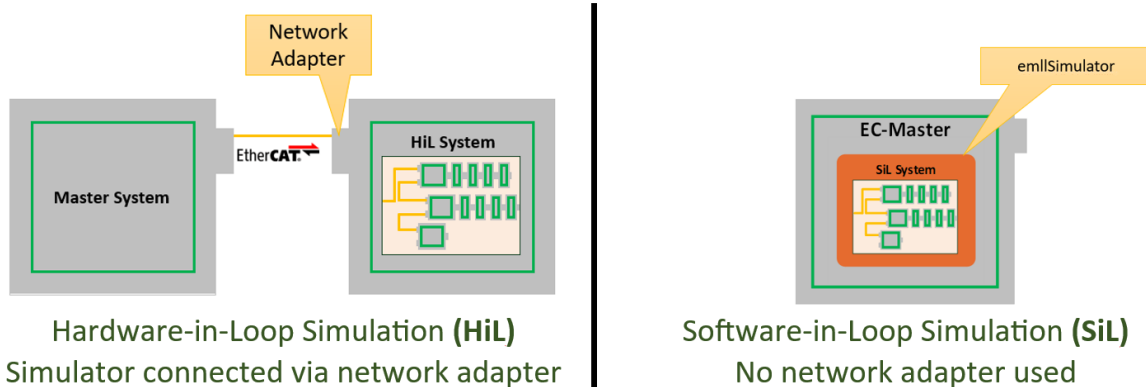 Network
Adapter
EtherCAT®
Master System
HiL System
Hardware-in-Loop Simulation (HiL)
Simulator connected via network adapter
emllSimulator
EC-Master
SiL System
Software-in-Loop Simulation (SiL)
No network adapter used